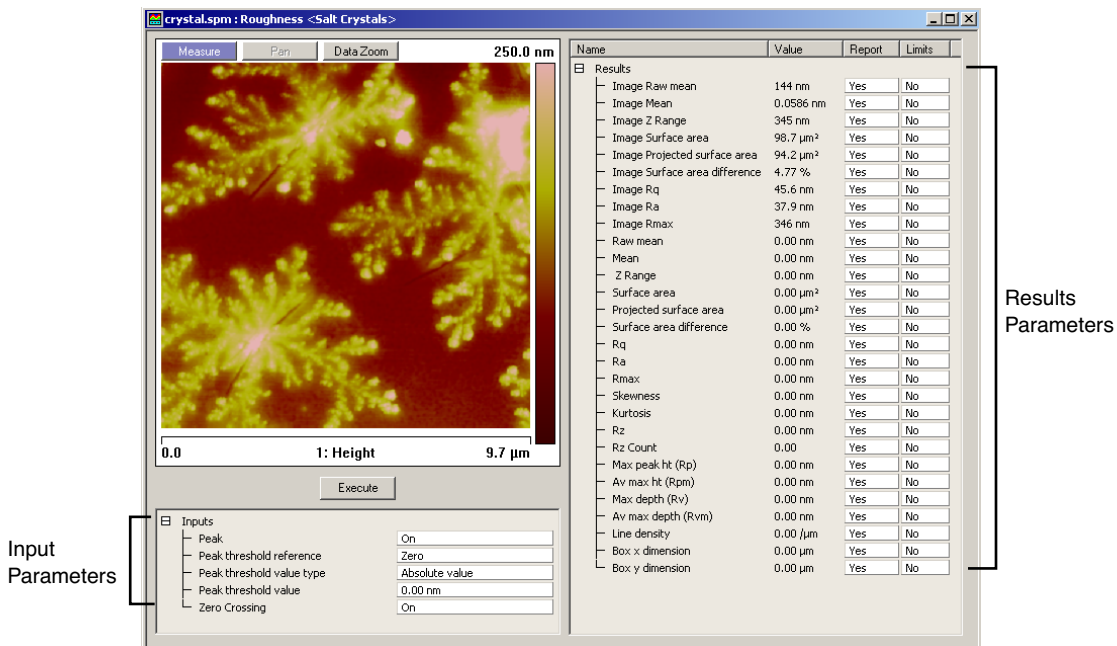 crystal.spm : Roughness <Salt Crystals>
Measure Pan Data Zoom 250.0 nm
0.0 1: Height 9.7 µm
Execute
Inputs
Peak On
Peak threshold reference Zero
Peak threshold value type Absolute value
Peak threshold value 0.00 nm
Zero Crossing On
Input
Parameters
Name Value Report Limits
Results
Image Raw mean 144 nm Yes No
Image Mean 0.0586 nm Yes No
Image Z Range 345 nm Yes No
Image Surface area 98.7 µm² Yes No
Image Projected surface area 94.2 µm² Yes No
Image Surface area difference 4.77 % Yes No
Image Rq 45.6 nm Yes No
Image Ra 37.9 nm Yes No
Image Rmax 346 nm Yes No
Raw mean 0.00 nm Yes No
Mean 0.00 nm Yes No
Z Range 0.00 nm Yes No
Surface area 0.00 µm² Yes No
Projected surface area 0.00 µm² Yes No
Surface area difference 0.00 % Yes No
Rq 0.00 nm Yes No
Ra 0.00 nm Yes No
Rmax 0.00 nm Yes No
Skewness 0.00 nm Yes No
Kurtosis 0.00 nm Yes No
Rz 0.00 nm Yes No
Rz Count 0.00 Yes No
Max peak ht (Rp) 0.00 nm Yes No
Av max ht (Rpm) 0.00 nm Yes No
Max depth (Rv) 0.00 nm Yes No
Av max depth (Rvm) 0.00 nm Yes No
Line density 0.00 /µm Yes No
Box x dimension 0.00 µm Yes No
Box y dimension 0.00 µm Yes No
Results
Parameters